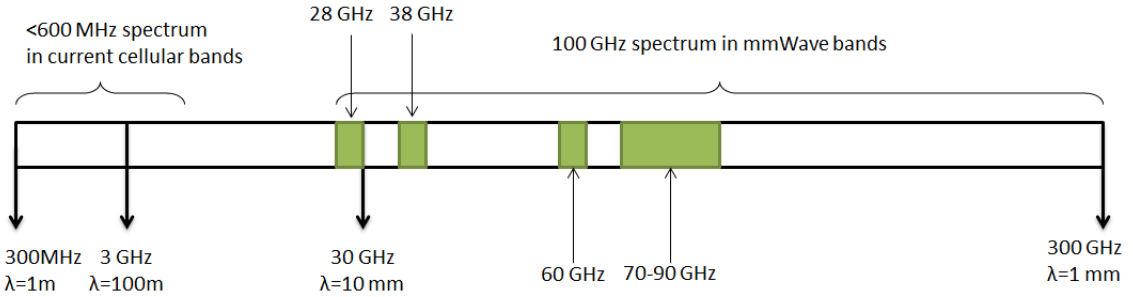 <600 MHz spectrum
in current cellular bands
28 GHz
38 GHz
100 GHz spectrum in mmWave bands
300MHz
λ=1m
3 GHz
λ=100m
30 GHz
λ=10 mm
60 GHz
70-90 GHz
300 GHz
λ=1 mm